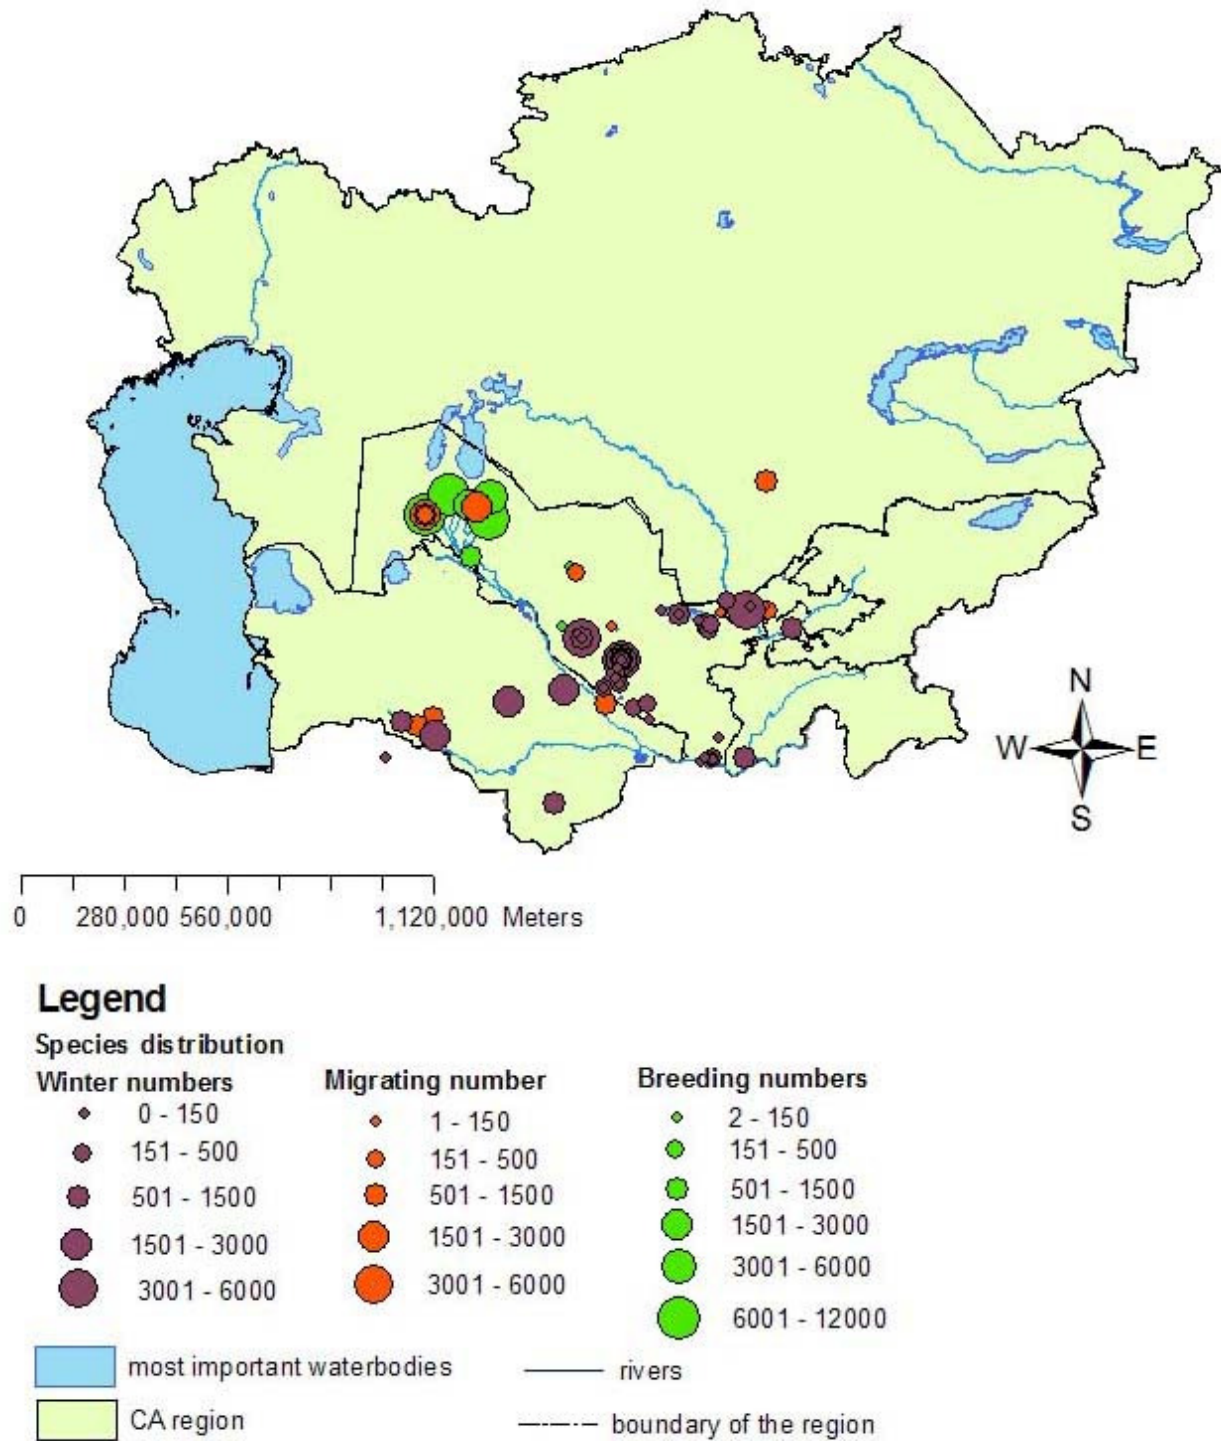 N
W E
S
0 280,000 560,000 1,120,000 Meters
Legend
Species distribution
Winter numbers
0 - 150
151 - 500
501 - 1500
1501 - 3000
3001 - 6000
Migrating number
1 - 150
151 - 500
501 - 1500
1501 - 3000
3001 - 6000
Breeding numbers
2 - 150
151 - 500
501 - 1500
1501 - 3000
3001 - 6000
6001 - 12000
most important waterbodies
rivers
CA region
boundary of the region